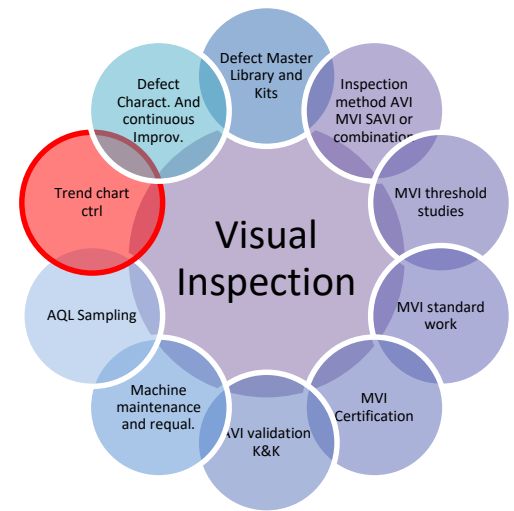 Defect Master
Library and
Kits
Inspection
method AVI
MVI SAVI or
combination
MVI threshold
studies
MVI standard
work
MVI
Certification
AVI validation
K&K
Machine
maintenance
and requal.
AQL Sampling
Trend chart
ctrl
Defect
Charact. And
continuous
Improv.
Visual
Inspection